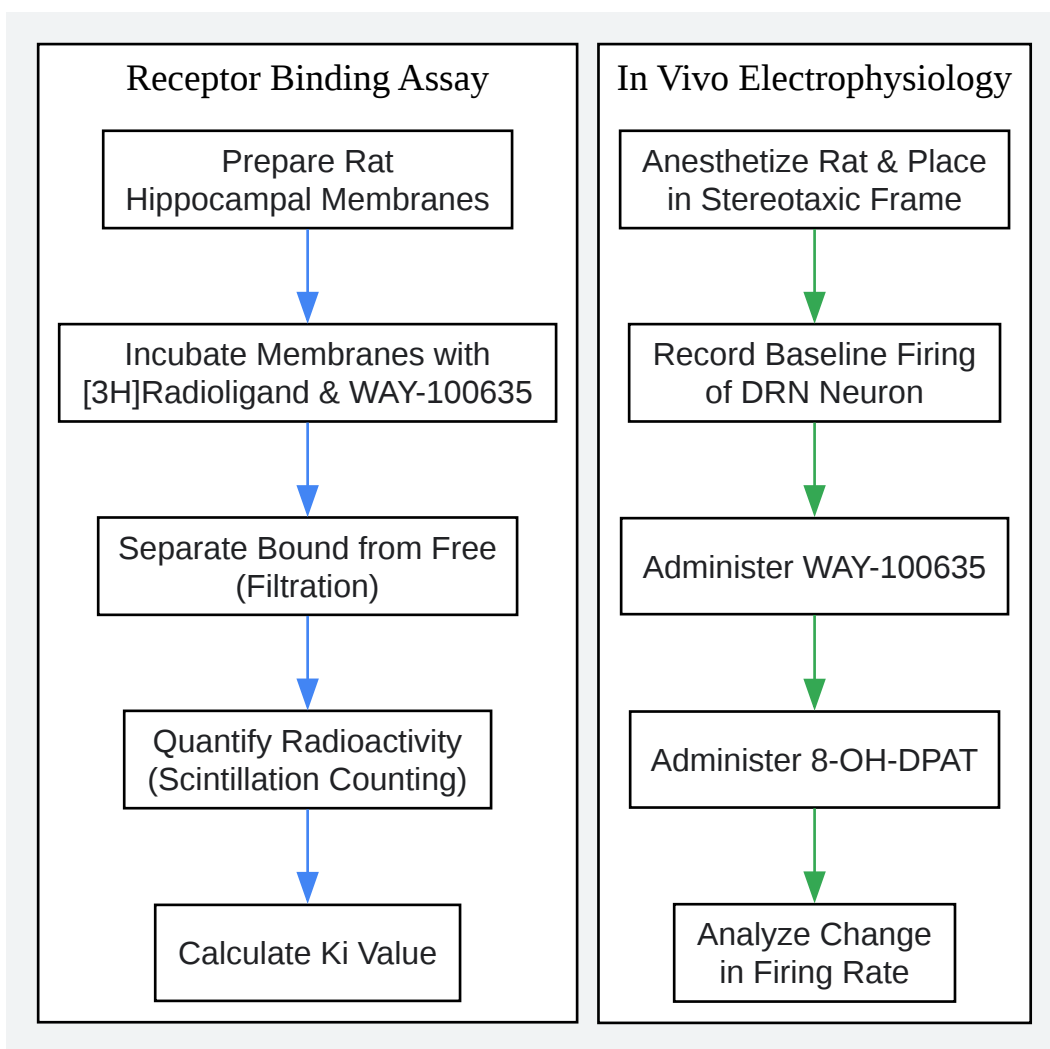 Receptor Binding Assay
Prepare Rat
Hippocampal Membranes
Incubate Membranes with
[3H]Radioligand & WAY-100635
Separate Bound from Free
(Filtration)
Quantify Radioactivity
(Scintillation Counting)
Calculate Ki Value
In Vivo Electrophysiology
Anesthetize Rat & Place
in Stereotaxic Frame
Record Baseline Firing
of DRN Neuron
Administer WAY-100635
Administer 8-OH-DPAT
Analyze Change
in Firing Rate